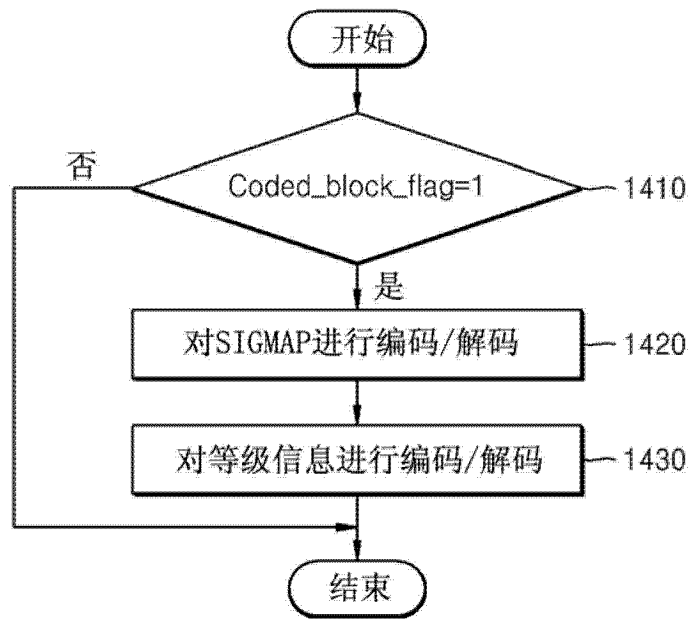 开始
否
Coded_block_flag=1
1410
是
对SIGMAP进行编码/解码
1420
对等级信息进行编码/解码
1430
结束